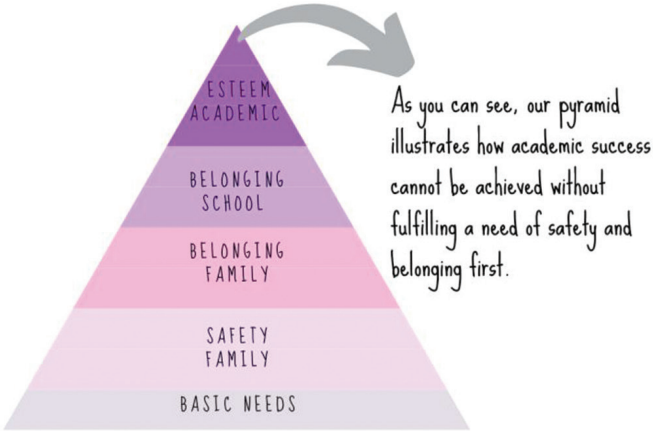 ESTEEM
ACADEMIC
BELONGING
SCHOOL
BELONGING
FAMILY
SAFETY
FAMILY
BASIC NEEDS
As you can see, our pyramid
illustrates how academic success
cannot be achieved without
fulfilling a need of safety and
belonging first.